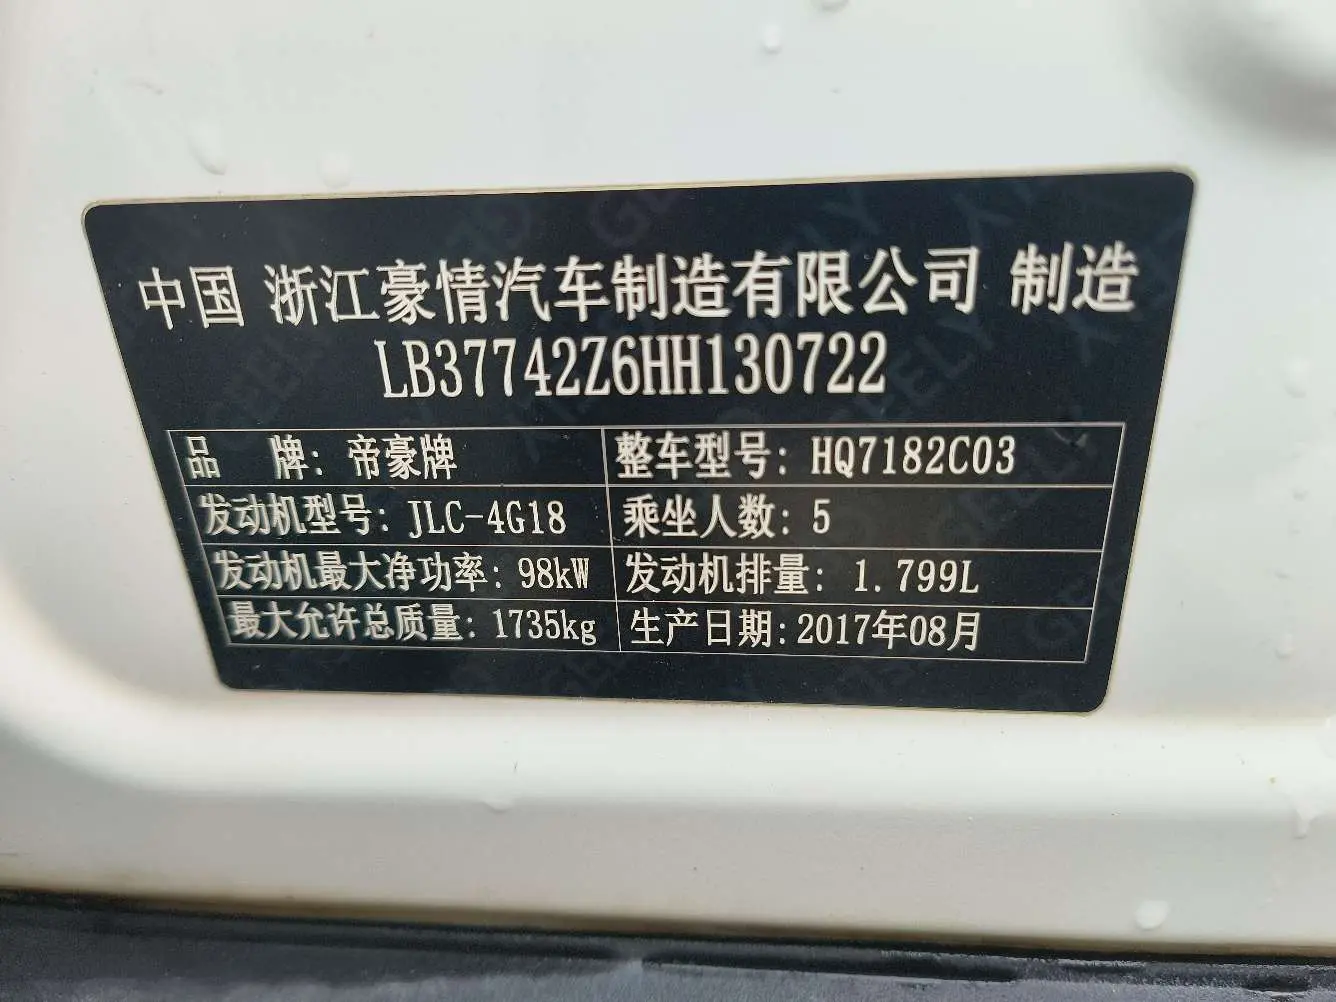 中国 浙江豪情汽车制造有限公司 制造
LB37742Z6HH130722
品 牌: 帝豪牌 整车型号: HQ7182C03
发动机型号: JLC-4G18 乘坐人数: 5
发动机最大净功率: 98kW 发动机排量: 1.799L
最大允许总质量: 1735kg 生产日期: 2017年08月